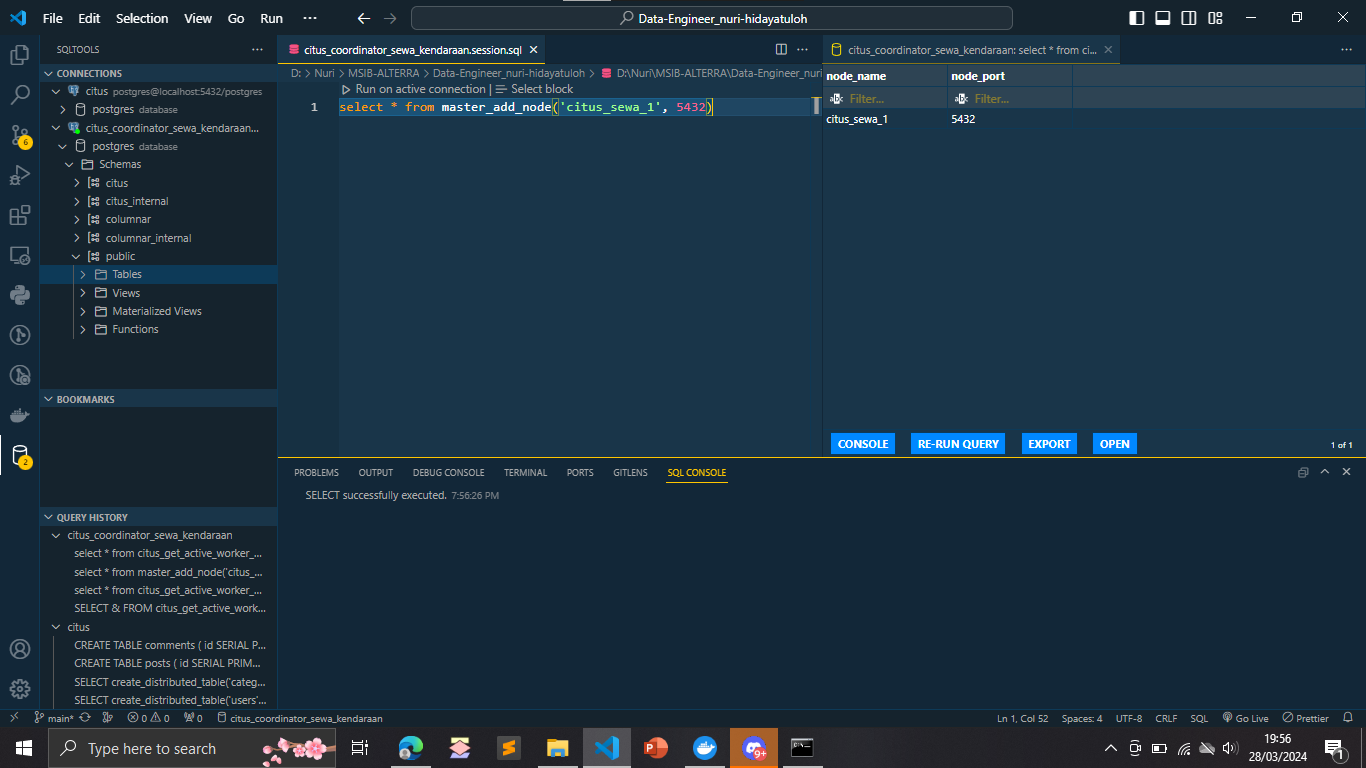 File Edit Selection View Go Run ··· Data-Engineer_nuri-hidayatuloh
SQLTOOLS ···
CONNECTIONS
citus postgres@localhost:5432/postgres
postgres database
citus_coordinator_sewa_kendaraan...
postgres database
Schemas
citus
citus_internal
columnar
columnar_internal
public
Tables
Views
Materialized Views
Functions
BOOKMARKS
QUERY HISTORY
citus_coordinator_sewa_kendaraan
select * from citus_get_active_worker_...
select * from master_add_node('citus_...
select * from citus_get_active_worker_...
SELECT & FROM citus_get_active_work...
citus
CREATE TABLE comments ( id SERIAL P...
CREATE TABLE posts ( id SERIAL PRIM...
SELECT create_distributed_table('categ...
SELECT create_distributed_table('users'...
6
2
citus_coordinator_sewa_kendaraan.session.sql
D: > Nuri > MSIB-ALTERRA > Data-Engineer_nuri-hidayatuloh > D:\Nuri\MSIB-ALTERRA\Data-Engineer_nuri
Run on active connection | Select block
1 select * from master_add_node('citus_sewa_1', 5432)
citus_coordinator_sewa_kendaraan: select * from ci...
node_name node_port
Filter... Filter...
citus_sewa_1 5432
CONSOLE RE-RUN QUERY EXPORT OPEN 1 of 1
PROBLEMS OUTPUT DEBUG CONSOLE TERMINAL PORTS GITLENS SQL CONSOLE
SELECT successfully executed. 7:56:26 PM
main* 0 0 0 citus_coordinator_sewa_kendaraan Ln 1, Col 52 Spaces: 4 UTF-8 CRLF SQL Go Live Prettier
Type here to search
9+
19:56
28/03/2024
1